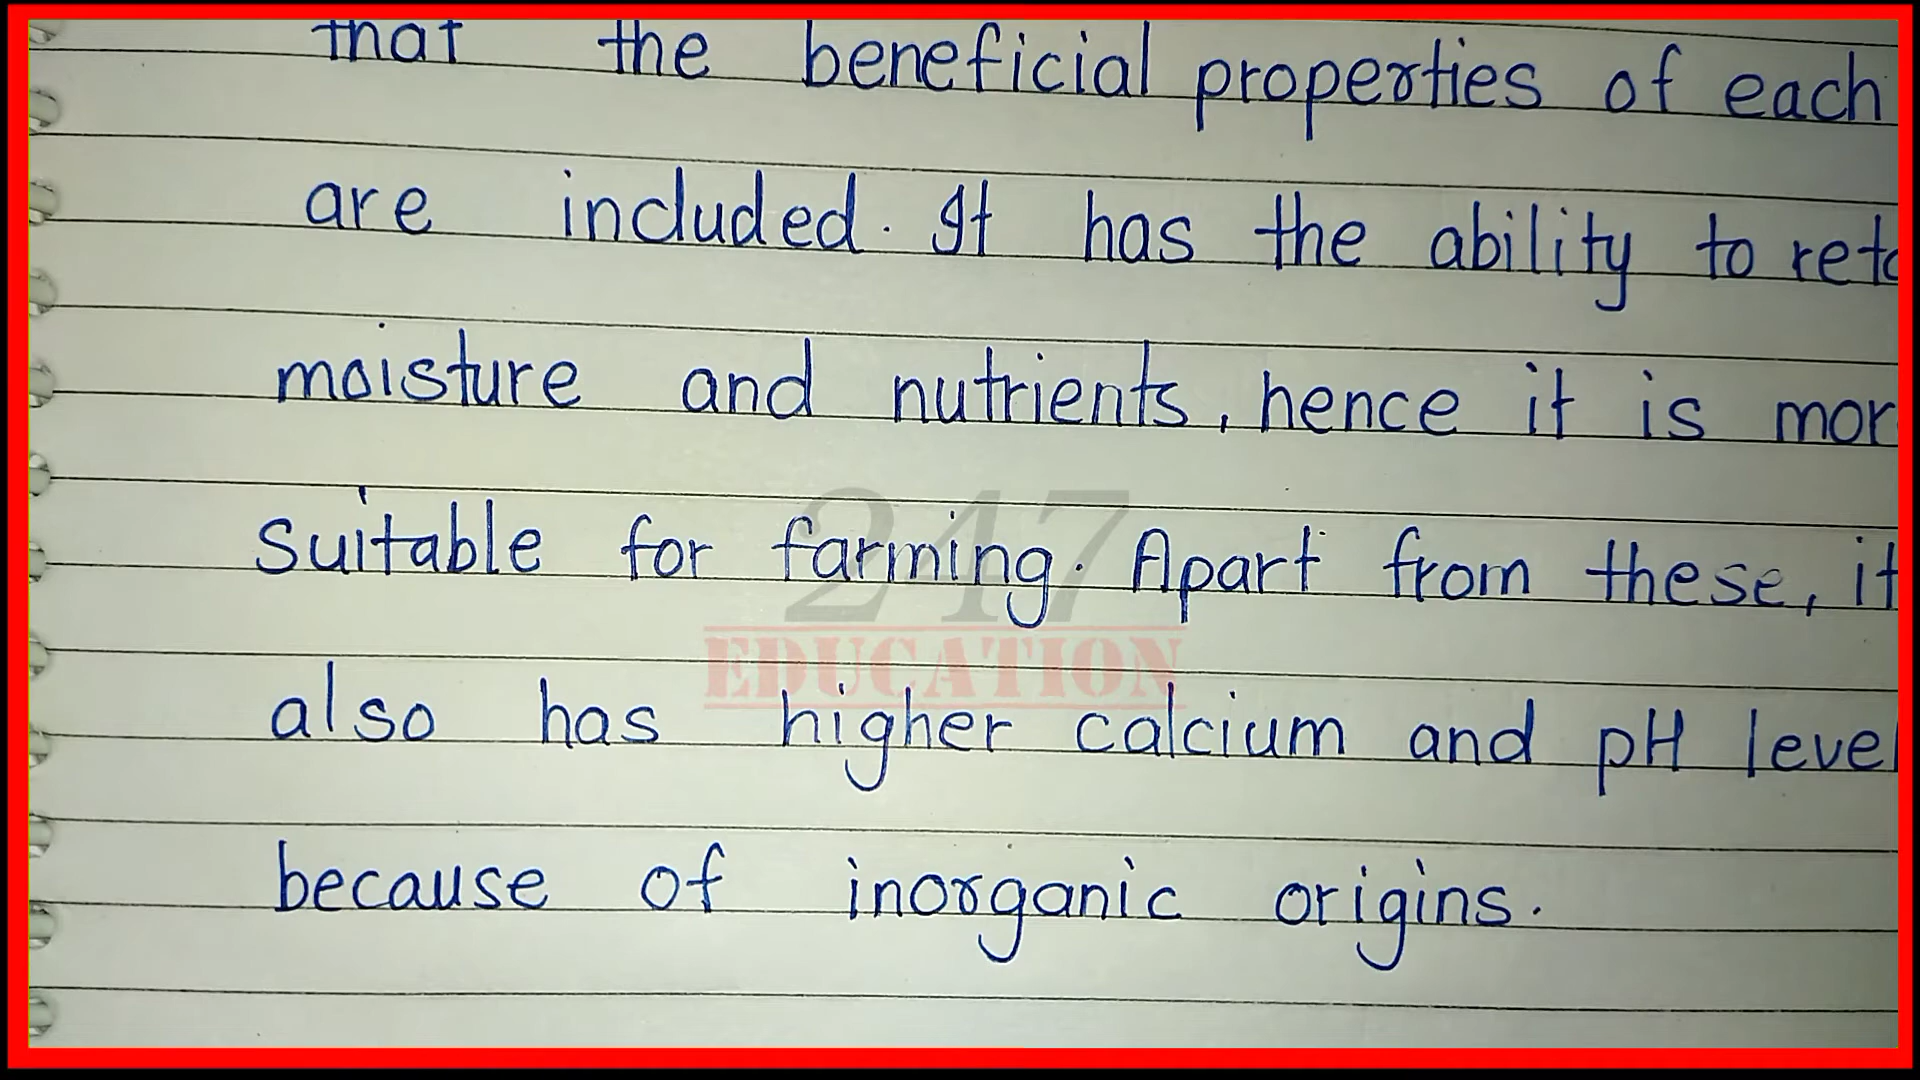 that the beneficial properties of each
are included. It has the ability to
moisture and nutrients, hence it is
suitable for farming. Apart from these, it
also has higher calcium and pH level
because of inorganic origins.
247
EDUCATION